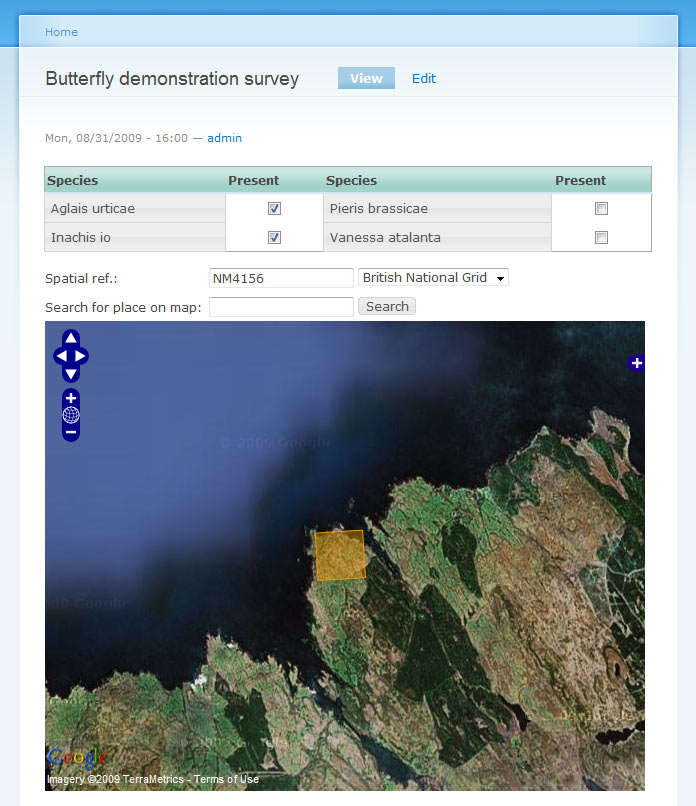 Home
Butterfly demonstration survey View Edit
Mon, 08/31/2009 - 16:00 — admin
Species Present Species Present
Aglais urticae Pieris brassicae
Inachis io Vanessa atalanta
Spatial ref.: NM4156 British National Grid
Search for place on map: Search
© 2009 Google
2009 Google
Google
Imagery ©2009 TerraMetrics - Terms of Use